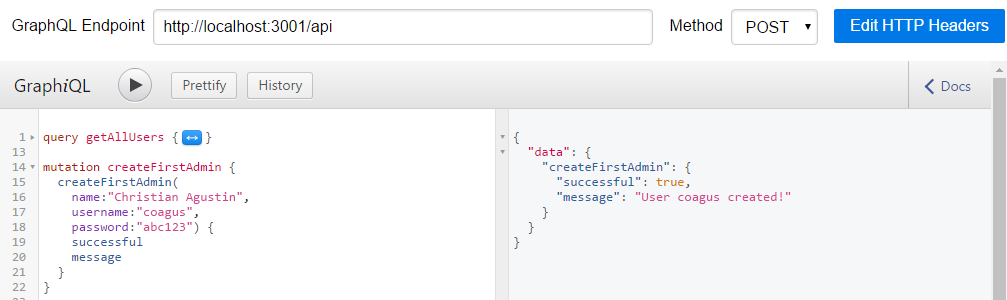 GraphQL Endpoint http://localhost:3001/api Method POST Edit HTTP Headers
GraphiQL Prettify History Docs
1 query getAllUsers { ↔ }
13
14 mutation createFirstAdmin {
15 createFirstAdmin(
16 name:"Christian Agustin",
17 username:"coagus",
18 password:"abc123") {
19 successful
20 message
21 }
22 }
{
"data": {
"createFirstAdmin": {
"successful": true,
"message": "User coagus created!"
}
}
}